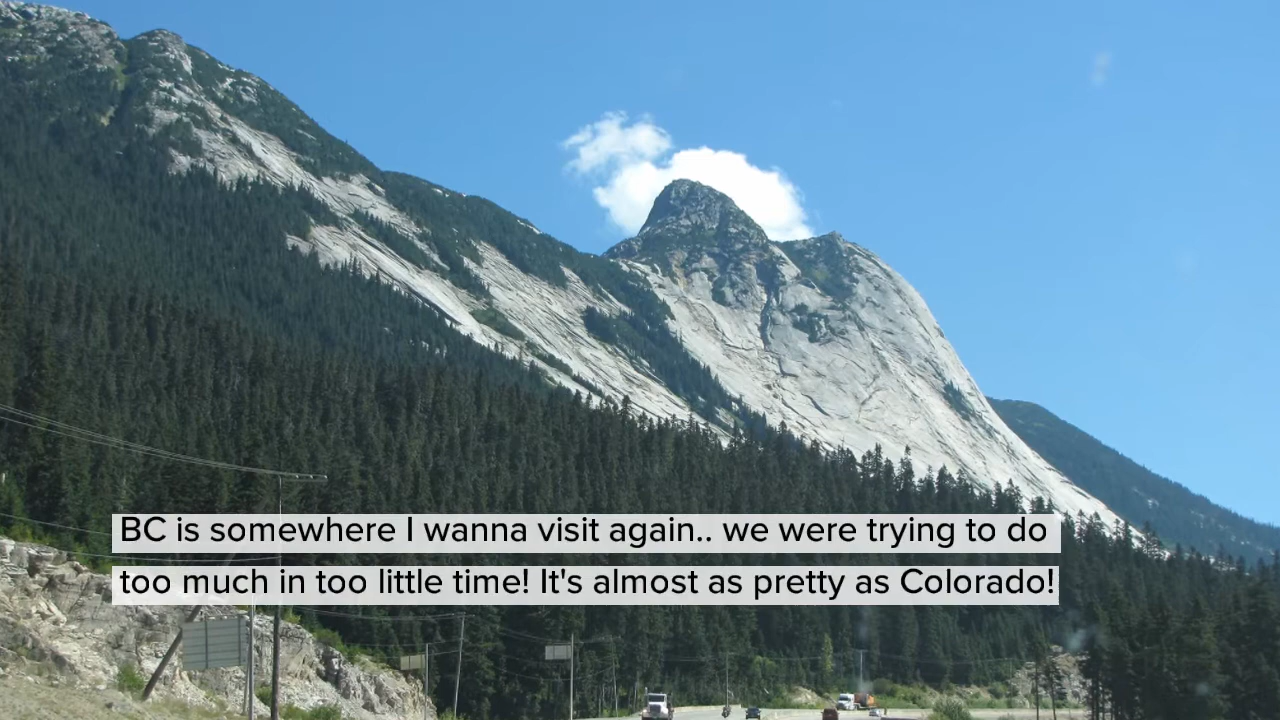 BC is somewhere I wanna visit again.. we were trying to do
too much in too little time! It's almost as pretty as Colorado!